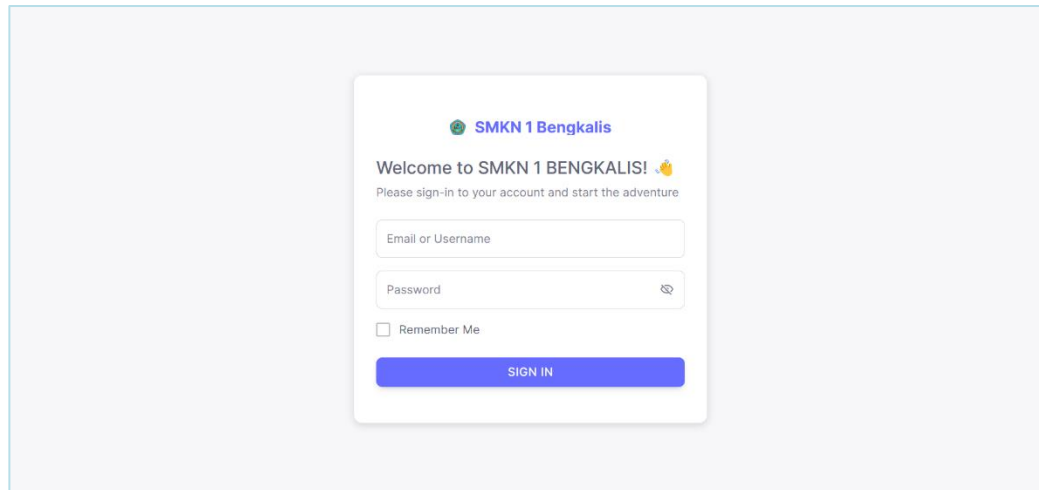 SMKN 1 Bengkalis
Welcome to SMKN 1 BENGKALIS! 👋
Please sign-in to your account and start the adventure
Email or Username
Password
Remember Me
SIGN IN